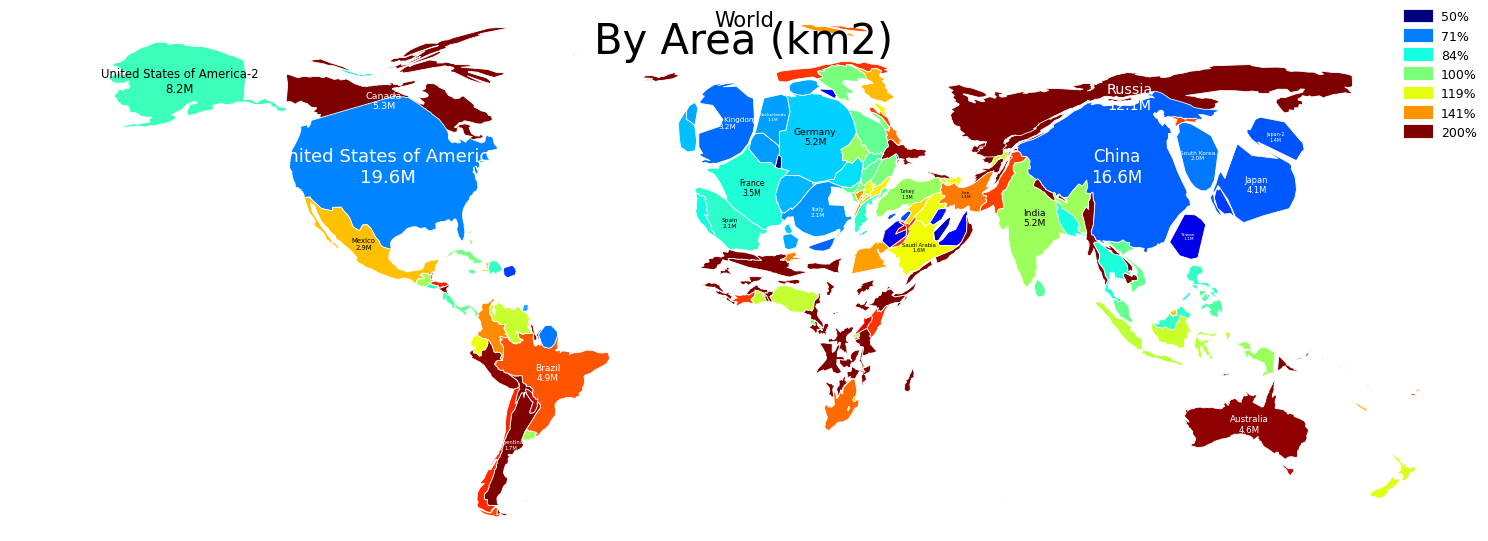 World
By Area (km2)
50%
71%
84%
100%
119%
141%
200%
United States of America-2
8.2M
Canada
5.3M
United States of America
19.6M
Mexico
2.9M
Brazil
4.9M
Argentina
1.7M
Kingdom
3.2M
Netherlands
1.1M
Germany
5.2M
France
3.5M
Spain
2.1M
Italy
2.1M
Turkey
1.3M
Saudi Arabia
1.6M
Iran
Russia
12.1M
China
16.6M
India
5.2M
South Korea
2.0M
Japan-2
1.4M
Japan
4.1M
Taiwan
1.1M
Australia
4.6M